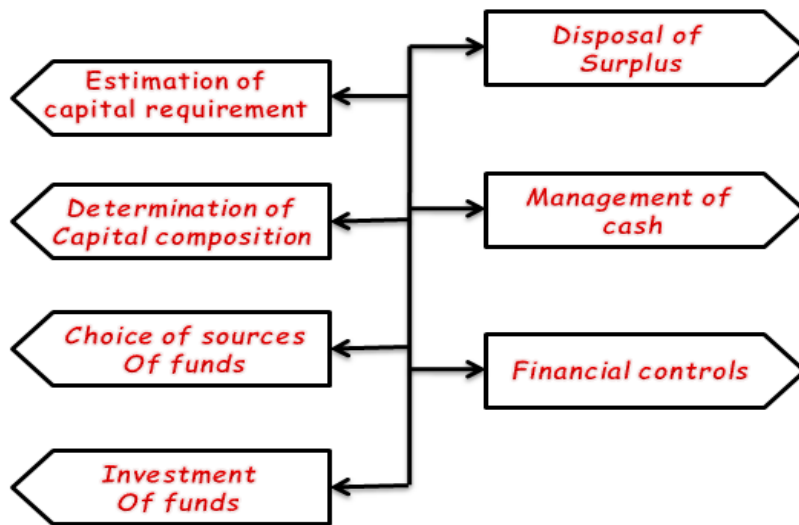 Estimation of
capital requirement
Determination of
Capital composition
Choice of sources
Of funds
Investment
Of funds
Disposal of
Surplus
Management of
cash
Financial controls